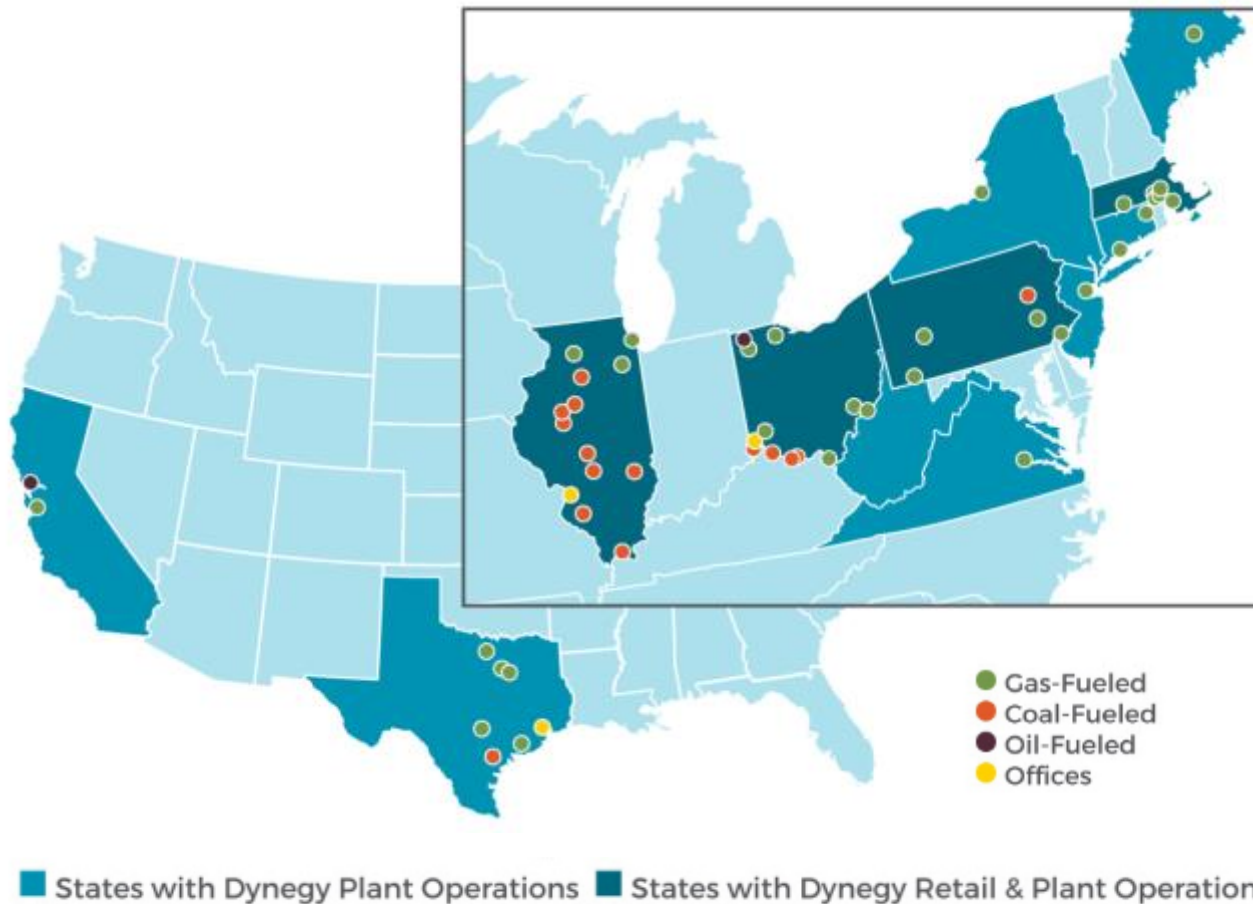 Gas-Fueled
Coal-Fueled
Oil-Fueled
Offices
States with Dynegy Plant Operations States with Dynegy Retail & Plant Operation